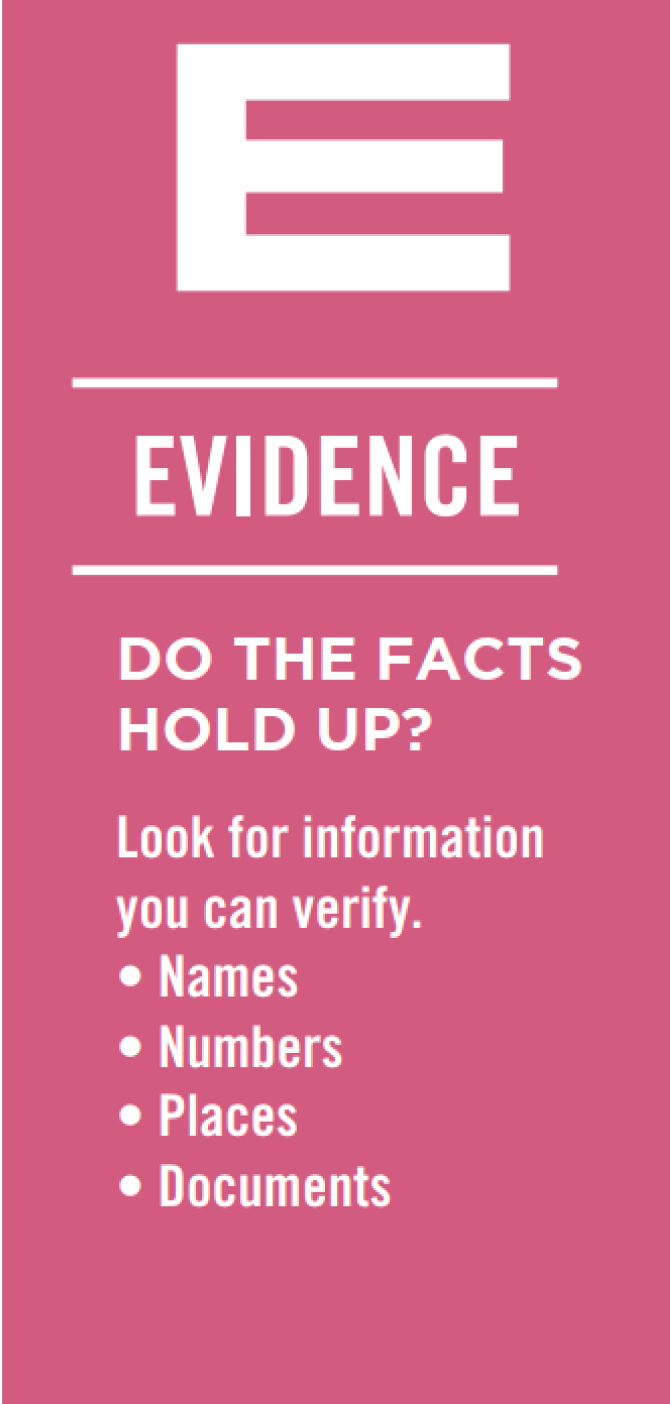 E
EVIDENCE
DO THE FACTS
HOLD UP?
Look for information
you can verify.
• Names
• Numbers
• Places
• Documents